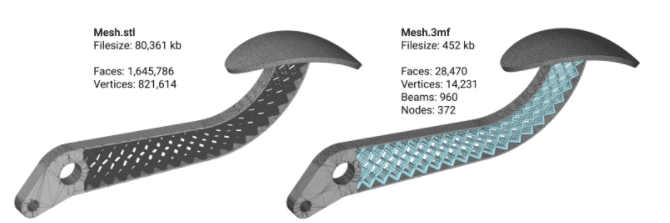 Mesh.stl
Filesize: 80,361 kb
Faces: 1,645,786
Vertices: 821,614
Mesh.3mf
Filesize: 452 kb
Faces: 28,470
Vertices: 14,231
Beams: 960
Nodes: 372